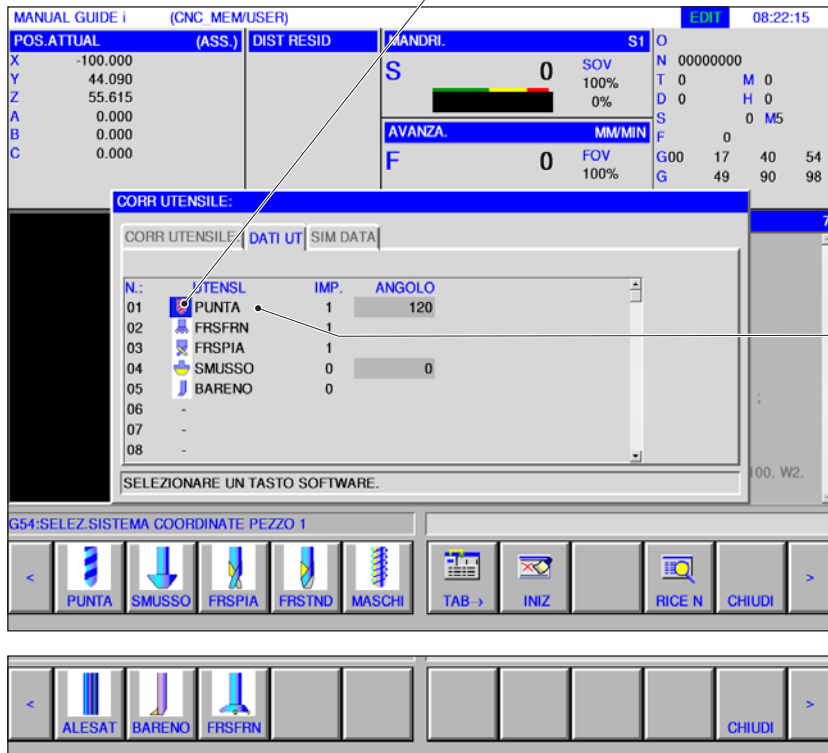 MANUAL GUIDE i (CNC_MEM/USER) EDIT 08:22:15
POS.ATTUAL (ASS.) DIST RESID MANDRI. S1 O
X -100.000
Y 44.090
Z 55.615
A 0.000
B 0.000
C 0.000
S 0 SOV
100%
0%
AVANZA. MM/MIN
F 0 FOV
100%
N 00000000
T 0 M 0
D 0 H 0
S 0 M5
F 0
G00 17 40 54
G 49 90 98
7
CORR UTENSILE:
CORR UTENSILE: DATI UT SIM DATA
N.: UTENSL IMP. ANGOLO
01 PUNTA 1 120
02 FRSFRN 1
03 FRSPIA 1
04 SMUSSO 0 0
05 BARENO 0
06 -
07 -
08 -
;
100. W2.
SELEZIONARE UN TASTO SOFTWARE.
G54:SELEZ.SISTEMA COORDINATE PEZZO 1
< PUNTA SMUSSO FRSPIA FRSTND MASCHI TAB→ INIZ RICE N CHIUDI >
< ALESAT BARENO FRSFRN CHIUDI >